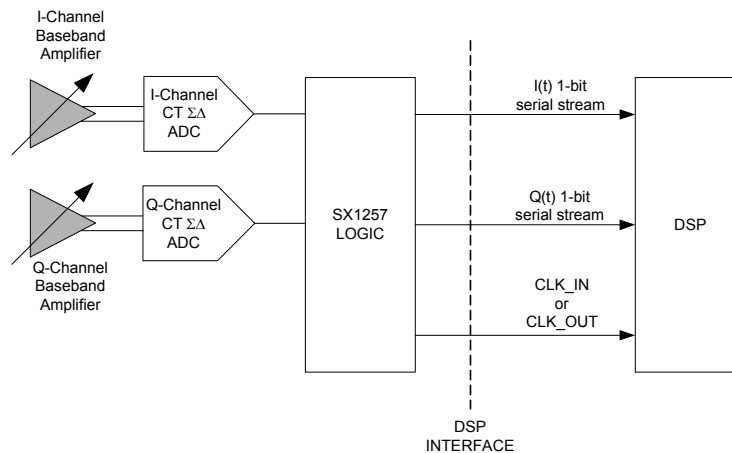 I-Channel
Baseband
Amplifier
I-Channel
CT ΣΔ
ADC
Q-Channel
CT ΣΔ
ADC
Q-Channel
Baseband
Amplifier
SX1257
LOGIC
I(t) 1-bit
serial stream
Q(t) 1-bit
serial stream
CLK_IN
or
CLK_OUT
DSP
DSP
INTERFACE